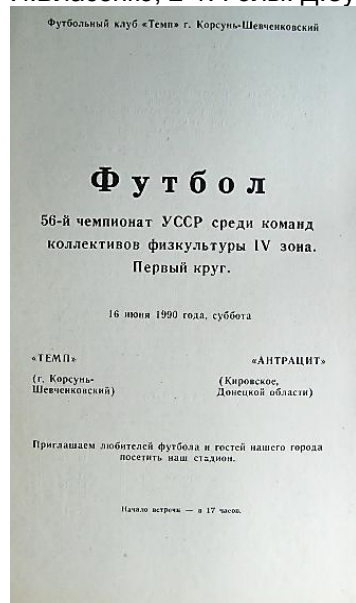 Футбольный клуб «Темп» г. Корсунь-Шевченковский
Футбол
56-й чемпионат УССР среди команд
коллективов физкультуры IV зона.
Первый круг.
16 июня 1990 года, суббота
«ТЕМП» «АНТРАЦИТ»
(г. Корсунь- (Кировское,
Шевченковский) Донецкой области)
Приглашаем любителей футбола и гостей нашего города
посетить наш стадион.
Начало встречи — в 17 часов.